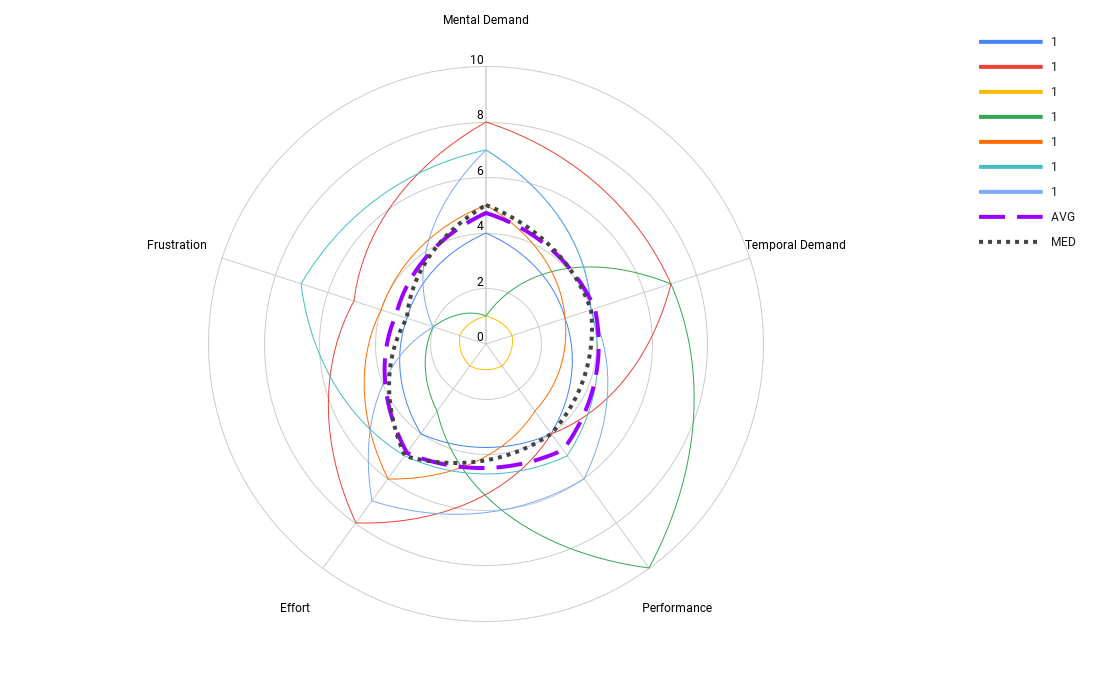 Mental Demand
10
8
6
4
2
0
Temporal Demand
Performance
Effort
Frustration
1
1
1
1
1
1
1
AVG
MED